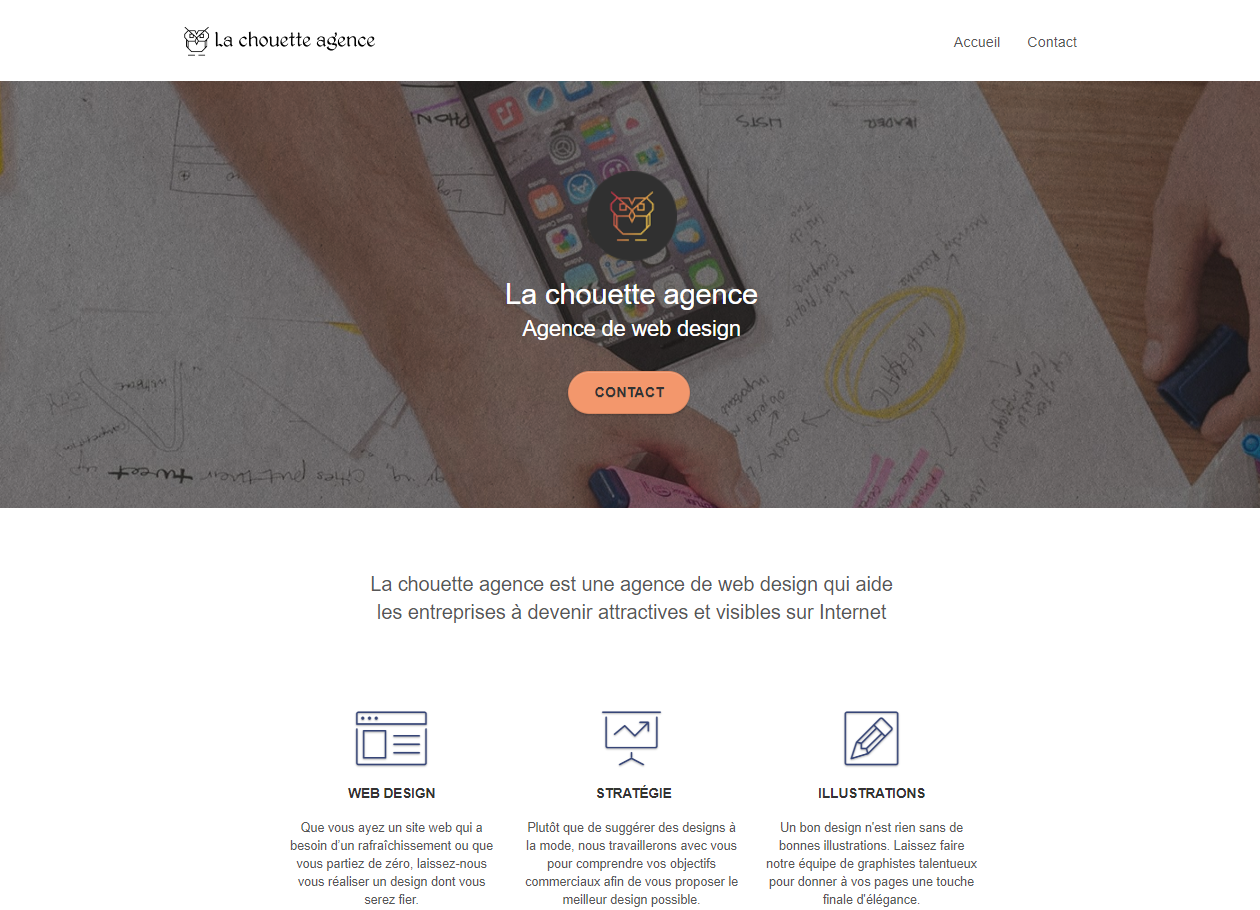 La chouette agence
Accueil Contact
PHON
LISTS
HEADER
La chouette agence
Agence de web design
CONTACT
tweet
La chouette agence est une agence de web design qui aide
les entreprises à devenir attractives et visibles sur Internet
WEB DESIGN
Que vous ayez un site web qui a
besoin d'un rafraîchissement ou que
vous partiez de zéro, laissez-nous
vous réaliser un design dont vous
serez fier.
STRATÉGIE
Plutôt que de suggérer des designs à
la mode, nous travaillerons avec vous
pour comprendre vos objectifs
commerciaux afin de vous proposer le
meilleur design possible.
ILLUSTRATIONS
Un bon design n'est rien sans de
bonnes illustrations. Laissez faire
notre équipe de graphistes talentueux
pour donner à vos pages une touche
finale d'élégance.